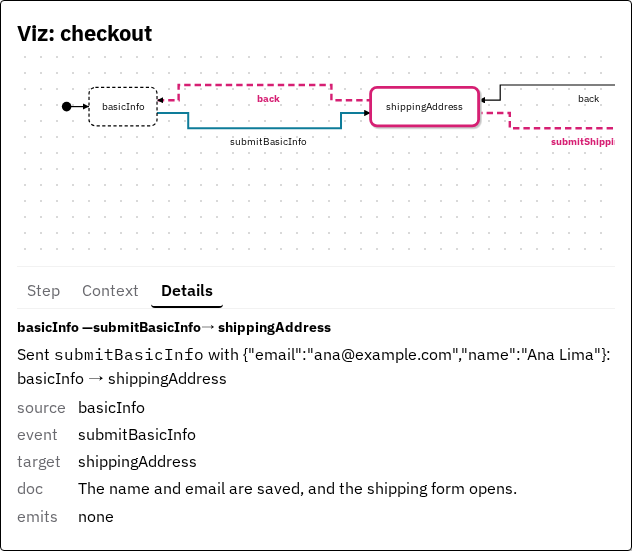 Viz: checkout
basicInfo
back
shippingAddress
back
submitBasicInfo
submitShippi
Step Context Details
basicInfo —submitBasicInfo→ shippingAddress
Sent submitBasicInfo with {"email":"ana@example.com","name":"Ana Lima"}:
basicInfo → shippingAddress
source basicInfo
event submitBasicInfo
target shippingAddress
doc The name and email are saved, and the shipping form opens.
emits none